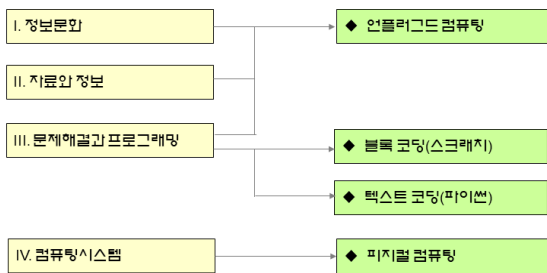 I. 정보문화
◆ 언플러그드 컴퓨팅
II. 자료와 정보
III. 문제해결과 프로그래밍
◆ 블록 코딩(스크래치)
◆ 텍스트 코딩(파이썬)
IV. 컴퓨팅시스템
◆ 피지컬 컴퓨팅